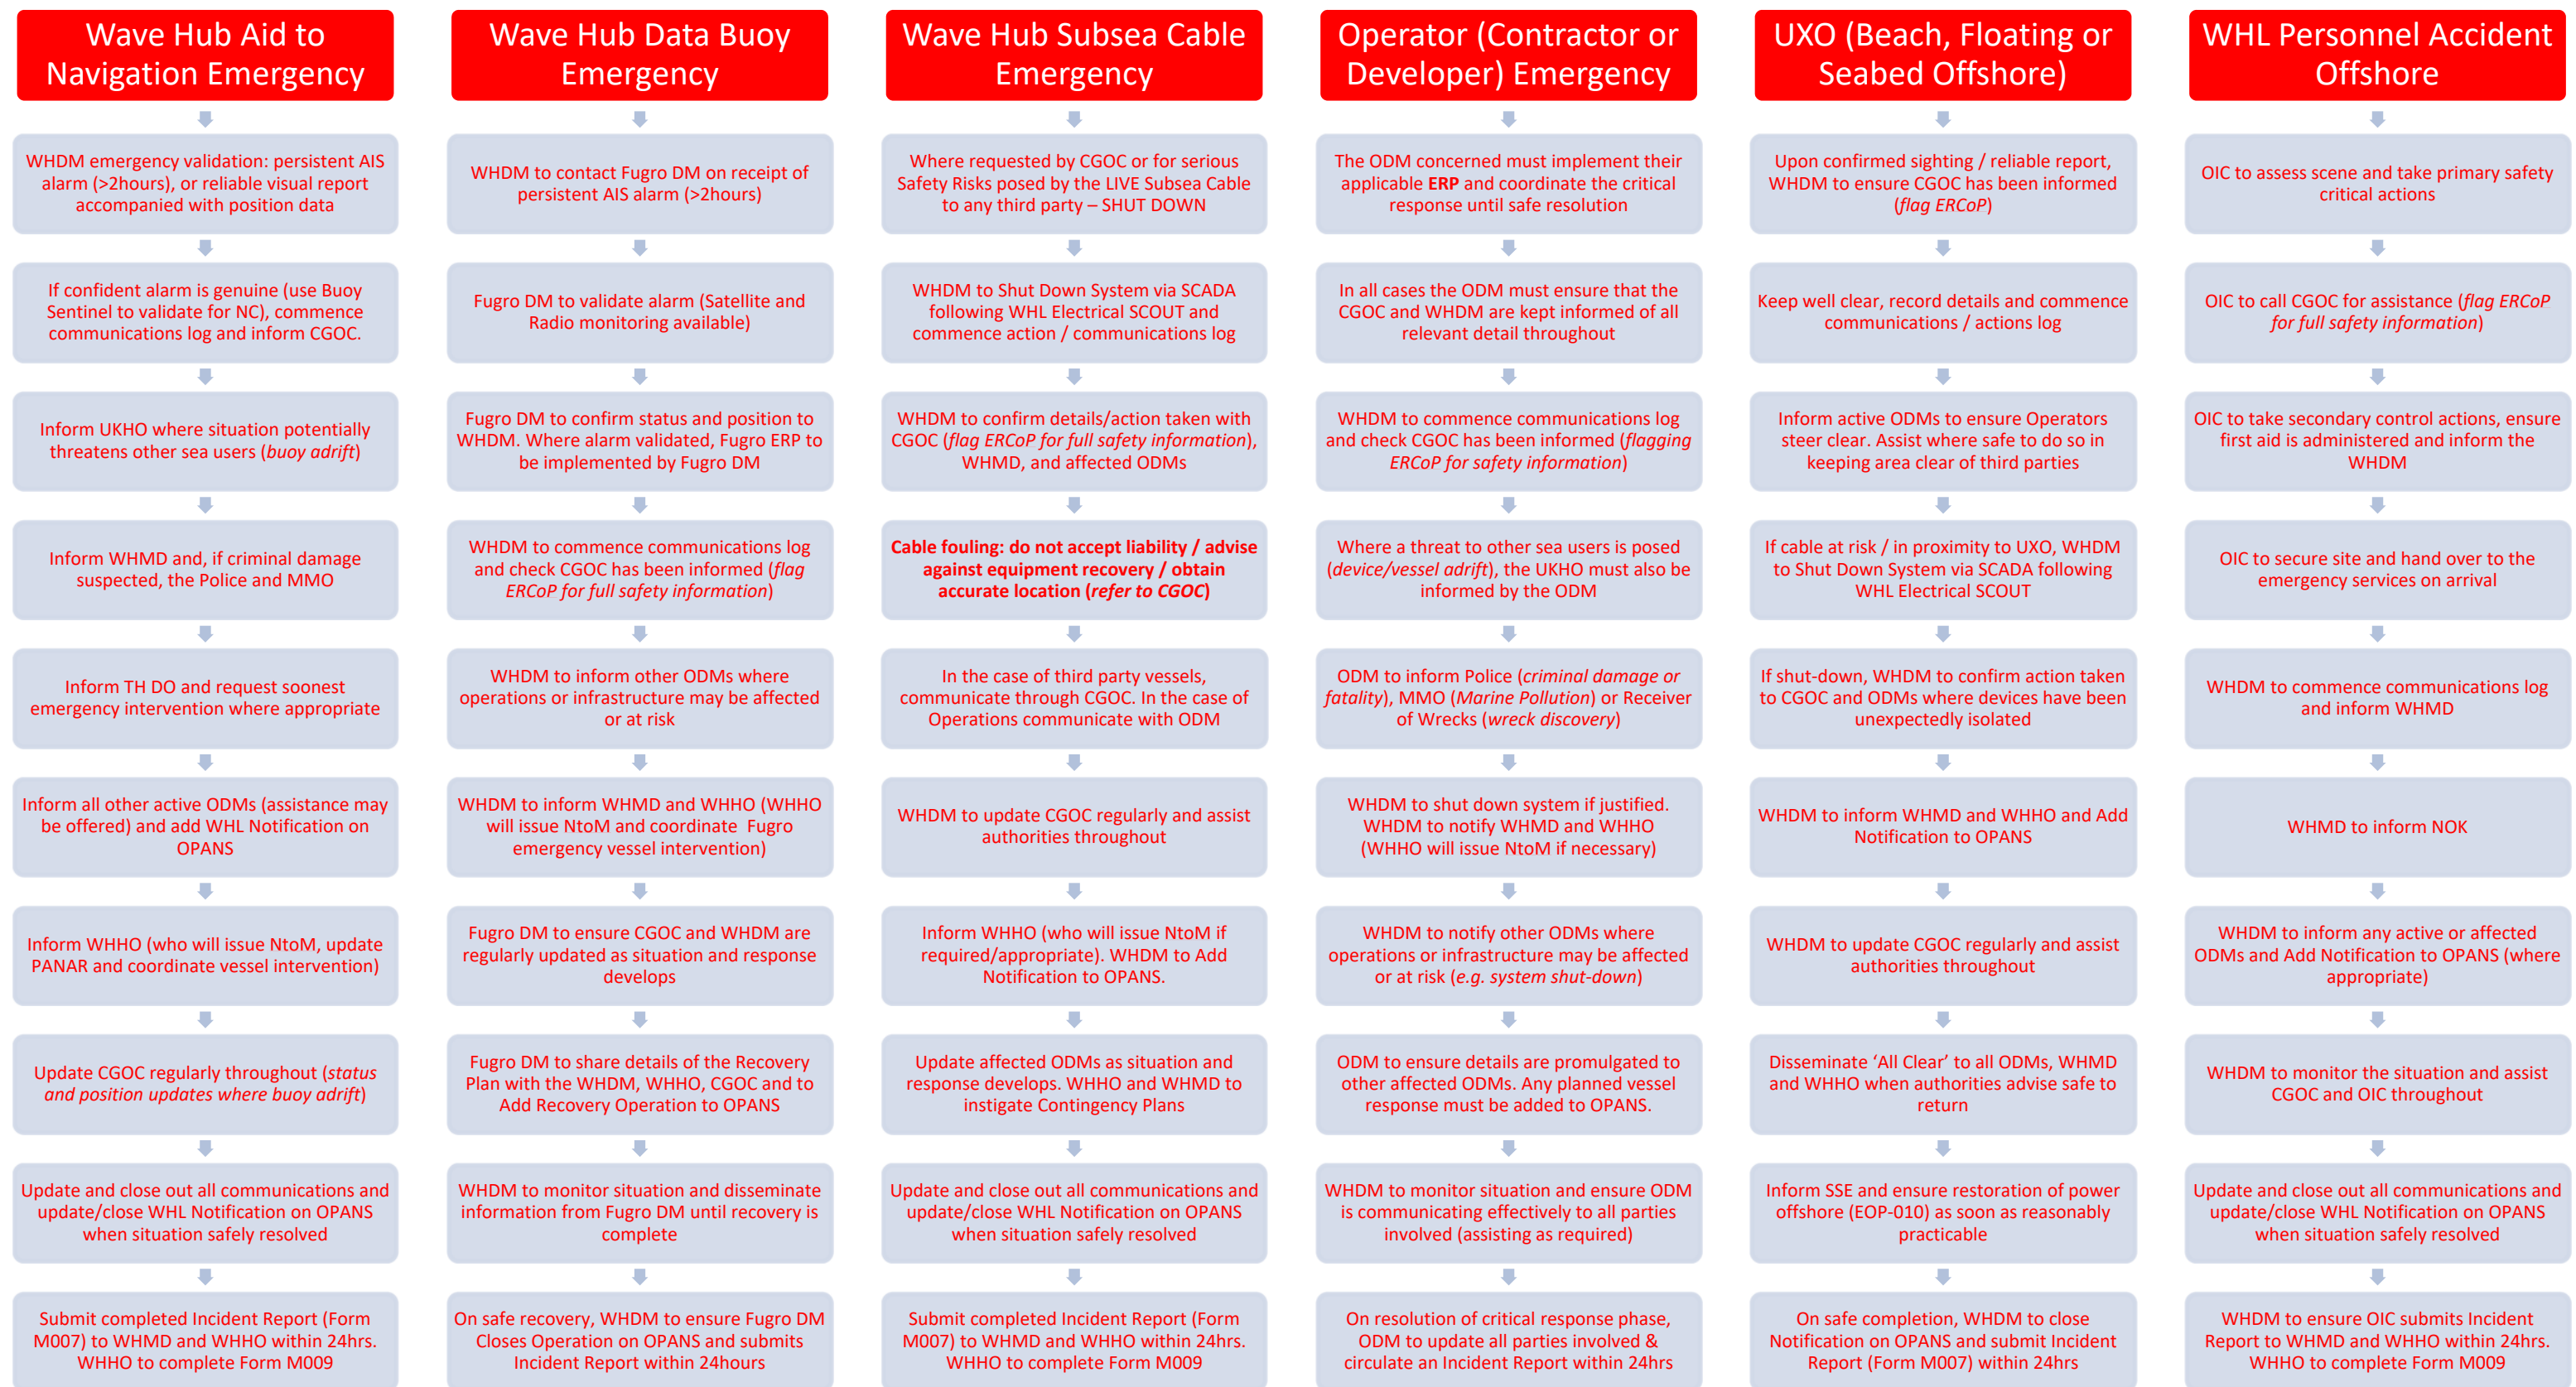 Wave Hub Aid to
Navigation Emergency
WHDM emergency validation: persistent AIS
alarm (>2hours), or reliable visual report
accompanied with position data
If confident alarm is genuine (use Buoy
Sentinel to validate for NC), commence
communications log and inform CGOC.
Inform UKHO where situation potentially
threatens other sea users (buoy adrift)
Inform WHMD and, if criminal damage
suspected, the Police and MMO
Inform TH DO and request soonest
emergency intervention where appropriate
Inform all other active ODMs (assistance may
be offered) and add WHL Notification on
OPANS
Inform WHHO (who will issue NtoM, update
PANAR and coordinate vessel intervention)
Update CGOC regularly throughout (status
and position updates where buoy adrift)
Update and close out all communications and
update/close WHL Notification on OPANS
when situation safely resolved
Submit completed Incident Report (Form
M007) to WHMD and WHHO within 24hrs.
WHHO to complete Form M009
Wave Hub Data Buoy
Emergency
WHDM to contact Fugro DM on receipt of
persistent AIS alarm (>2hours)
Fugro DM to validate alarm (Satellite and
Radio monitoring available)
Fugro DM to confirm status and position to
WHDM. Where alarm validated, Fugro ERP to
be implemented by Fugro DM
WHDM to commence communications log
and check CGOC has been informed (flag
ERCoP for full safety information)
WHDM to inform other ODMs where
operations or infrastructure may be affected
or at risk
WHDM to inform WHMD and WHHO (WHHO
will issue NtoM and coordinate Fugro
emergency vessel intervention)
Fugro DM to ensure CGOC and WHDM are
regularly updated as situation and response
develops
Fugro DM to share details of the Recovery
Plan with the WHDM, WHHO, CGOC and to
Add Recovery Operation to OPANS
WHDM to monitor situation and disseminate
information from Fugro DM until recovery is
complete
On safe recovery, WHDM to ensure Fugro DM
Closes Operation on OPANS and submits
Incident Report within 24hours
Wave Hub Subsea Cable
Emergency
Where requested by CGOC or for serious
Safety Risks posed by the LIVE Subsea Cable
to any third party – SHUT DOWN
WHDM to Shut Down System via SCADA
following WHL Electrical SCOUT and
commence action / communications log
WHDM to confirm details/action taken with
CGOC (flag ERCoP for full safety information),
WHMD, and affected ODMs
Cable fouling: do not accept liability / advise
against equipment recovery / obtain
accurate location (refer to CGOC)
In the case of third party vessels,
communicate through CGOC. In the case of
Operations communicate with ODM
WHDM to update CGOC regularly and assist
authorities throughout
Inform WHHO (who will issue NtoM if
required/appropriate). WHDM to Add
Notification to OPANS.
Update affected ODMs as situation and
response develops. WHHO and WHMD to
instigate Contingency Plans
Update and close out all communications and
update/close WHL Notification on OPANS
when situation safely resolved
Submit completed Incident Report (Form
M007) to WHMD and WHHO within 24hrs.
WHHO to complete Form M009
Operator (Contractor or
Developer) Emergency
The ODM concerned must implement their
applicable ERP and coordinate the critical
response until safe resolution
In all cases the ODM must ensure that the
CGOC and WHDM are kept informed of all
relevant detail throughout
WHDM to commence communications log
and check CGOC has been informed (flagging
ERCoP for safety information)
Where a threat to other sea users is posed
(device/vessel adrift), the UKHO must also be
informed by the ODM
ODM to inform Police (criminal damage or
fatality), MMO (Marine Pollution) or Receiver
of Wrecks (wreck discovery)
WHDM to shut down system if justified.
WHDM to notify WHMD and WHHO
(WHHO will issue NtoM if necessary)
WHDM to notify other ODMs where
operations or infrastructure may be affected
or at risk (e.g. system shut-down)
ODM to ensure details are promulgated to
other affected ODMs. Any planned vessel
response must be added to OPANS.
WHDM to monitor situation and ensure ODM
is communicating effectively to all parties
involved (assisting as required)
On resolution of critical response phase,
ODM to update all parties involved &
circulate an Incident Report within 24hrs
UXO (Beach, Floating or
Seabed Offshore)
Upon confirmed sighting / reliable report,
WHDM to ensure CGOC has been informed
(flag ERCoP)
Keep well clear, record details and commence
communications / actions log
Inform active ODMs to ensure Operators
steer clear. Assist where safe to do so in
keeping area clear of third parties
If cable at risk / in proximity to UXO, WHDM
to Shut Down System via SCADA following
WHL Electrical SCOUT
If shut-down, WHDM to confirm action taken
to CGOC and ODMs where devices have been
unexpectedly isolated
WHDM to inform WHMD and WHHO and Add
Notification to OPANS
WHDM to update CGOC regularly and assist
authorities throughout
Disseminate ‘All Clear’ to all ODMs, WHMD
and WHHO when authorities advise safe to
return
Inform SSE and ensure restoration of power
offshore (EOP-010) as soon as reasonably
practicable
On safe completion, WHDM to close
Notification on OPANS and submit Incident
Report (Form M007) within 24hrs
WHL Personnel Accident
Offshore
OIC to assess scene and take primary safety
critical actions
OIC to call CGOC for assistance (flag ERCoP
for full safety information)
OIC to take secondary control actions, ensure
first aid is administered and inform the
WHDM
OIC to secure site and hand over to the
emergency services on arrival
WHDM to commence communications log
and inform WHMD
WHMD to inform NOK
WHDM to inform any active or affected
ODMs and Add Notification to OPANS (where
appropriate)
WHDM to monitor the situation and assist
CGOC and OIC throughout
Update and close out all communications and
update/close WHL Notification on OPANS
when situation safely resolved
WHDM to ensure OIC submits Incident
Report to WHMD and WHHO within 24hrs.
WHHO to complete Form M009